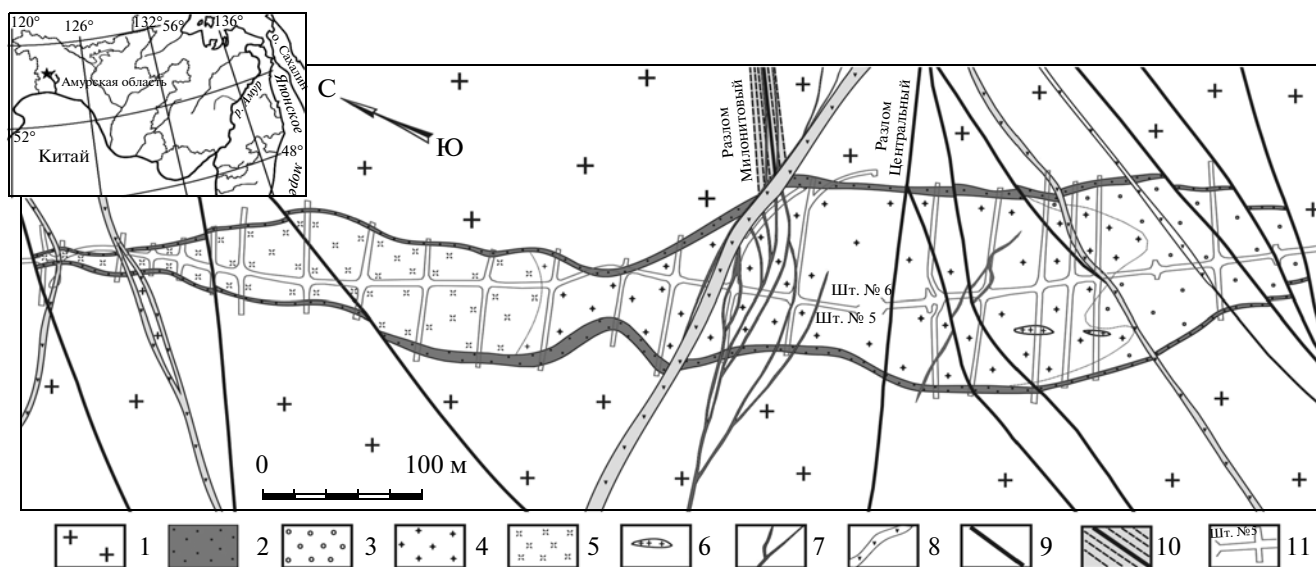 120°
126°
132°
56°
136°
о. Сахалин
Амурская область
р. Амур
Японское
море
52°
Китай
48°
С
Ю
Разлом
Милонитовый
Разлом
Центральный
Шт. № 6
Шт. № 5
0 100 м
1 2 3 4 5 6 7 8 9 10 Шт. №5 11